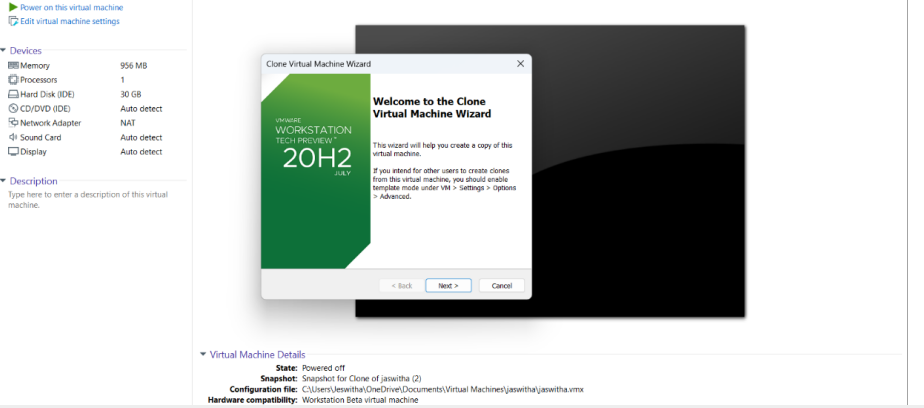 Power on this virtual machine
Edit virtual machine settings
Devices
Memory 956 MB
Processors 1
Hard Disk (IDE) 30 GB
CD/DVD (IDE) Auto detect
Network Adapter NAT
Sound Card Auto detect
Display Auto detect
Description
Type here to enter a description of this virtual
machine.
Clone Virtual Machine Wizard
VMWARE
WORKSTATION
TECH PREVIEW
20H2
JULY
Welcome to the Clone
Virtual Machine Wizard
This wizard will help you create a copy of this
virtual machine.
If you intend for other users to create clones
from this virtual machine, you should enable
template mode under VM > Settings > Options
> Advanced.
< Back Next > Cancel
Virtual Machine Details
State: Powered off
Snapshot: Snapshot for Clone of jaswitha (2)
Configuration file: C:\Users\Jeswitha\OneDrive\Documents\Virtual Machines\jaswitha\jaswitha.vmx
Hardware compatibility: Workstation Beta virtual machine